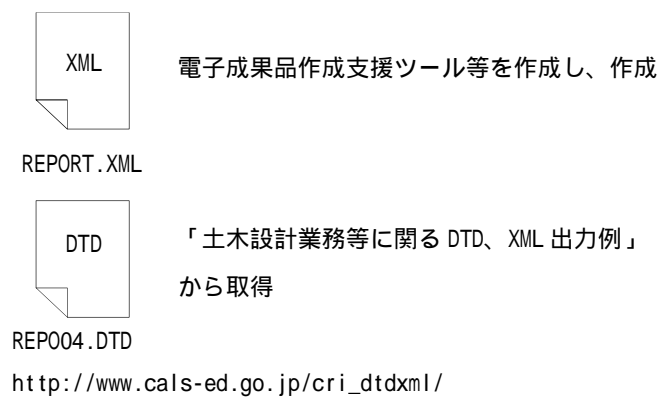 XML
電子成果品作成支援ツール等を作成し、作成
REPORT.XML
DTD
「土木設計業務等に関る DTD、XML 出力例」
から取得
REP004.DTD
http://www.cals-ed.go.jp/cri_dtdxml/